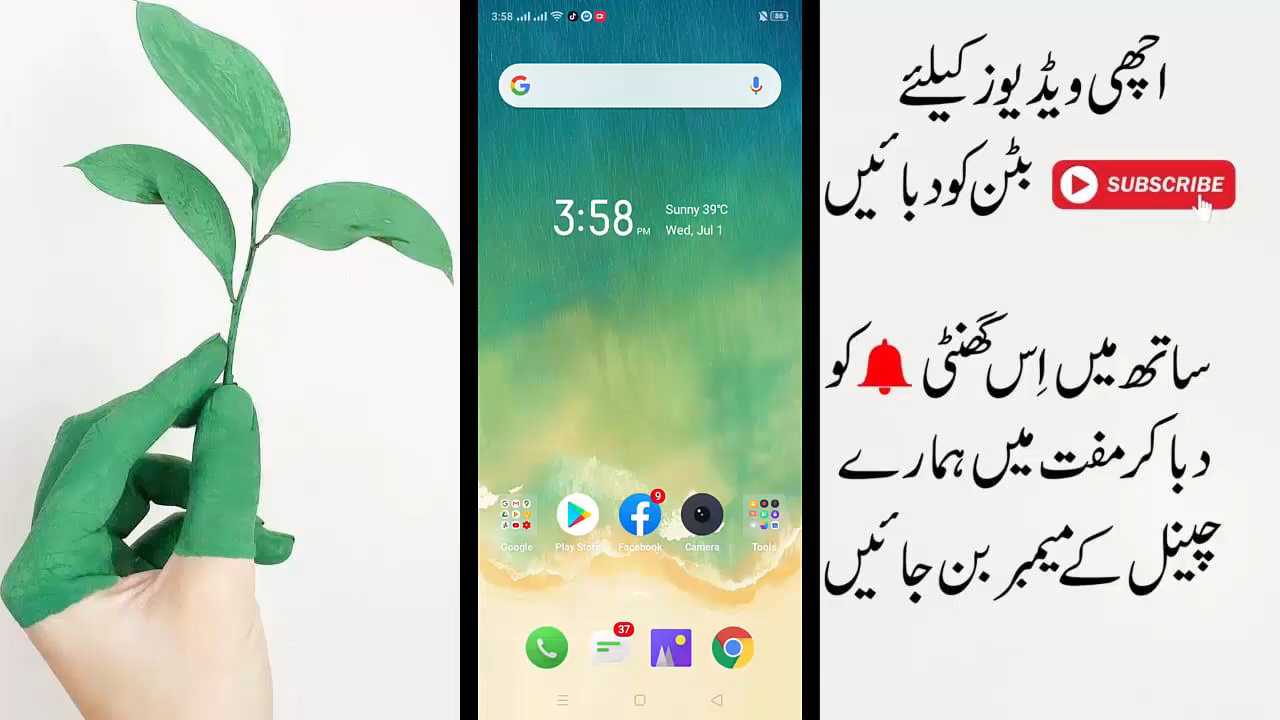 3:58
86
3:58 PM
Sunny 39℃
Wed, Jul 1
9
Google
Play Store
Facebook
Camera
Tools
37
اچھی ویڈیوز کیلئے
SUBSCRIBE بٹن کو دبائیں
ساتھ میں اِس گھنٹی کو
دبا کر مفت میں ہمارے
چینل کے میمبر بن جائیں